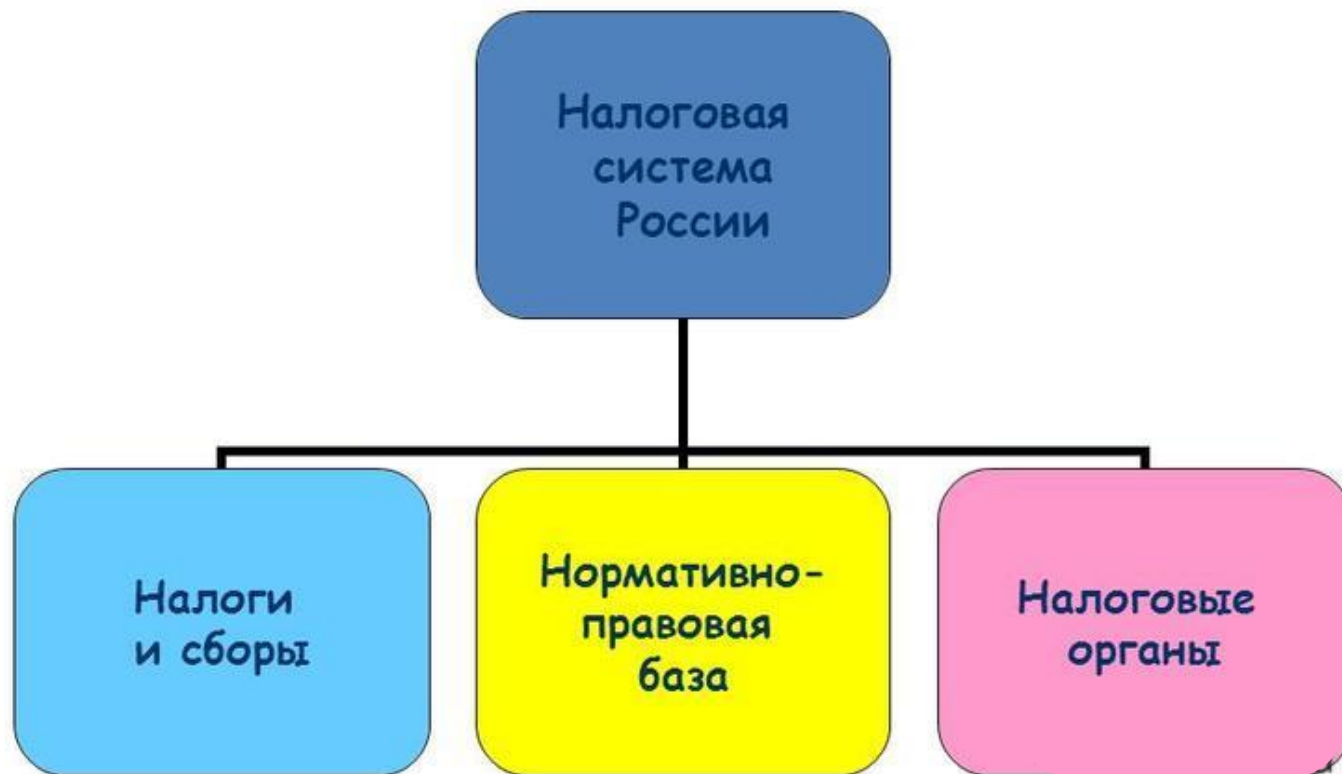 Налоговая
система
России
Налоги
и сборы
Нормативно-
правовая
база
Налоговые
органы